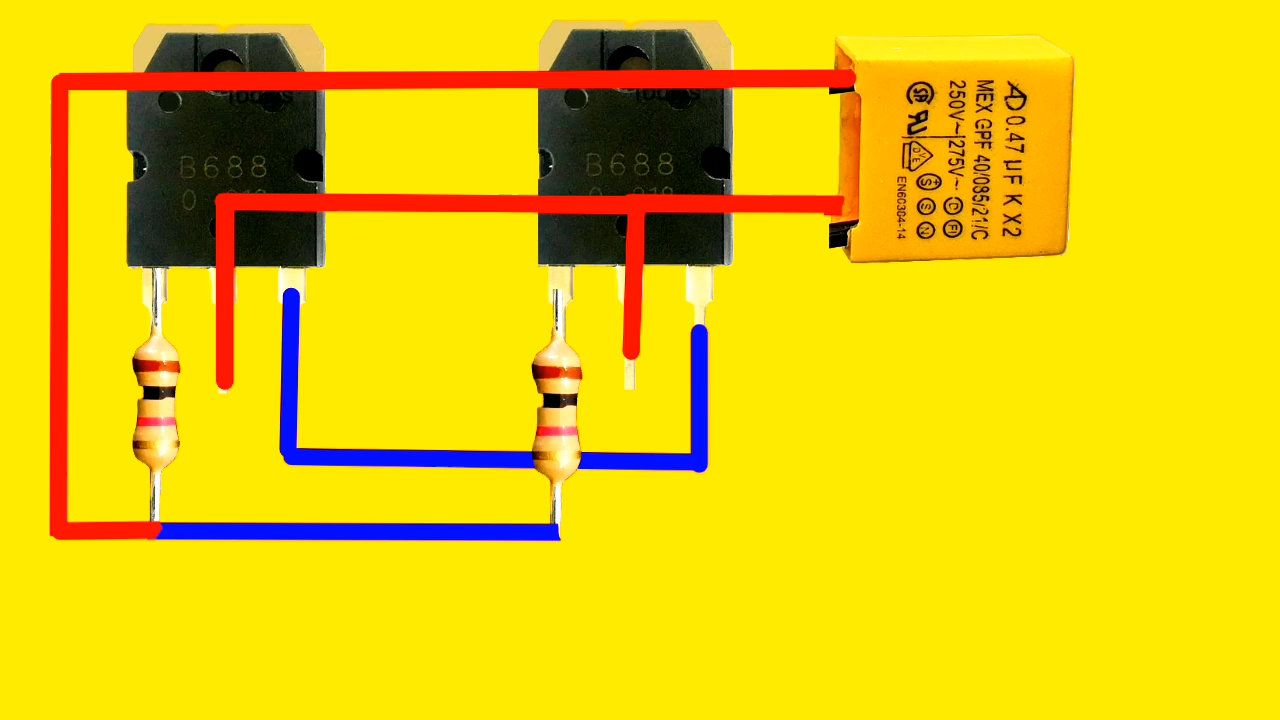 B688
B688
0.47 µF K X2
MEX GPF 40/085/21/C
250V~ 275V~
EN60384-14